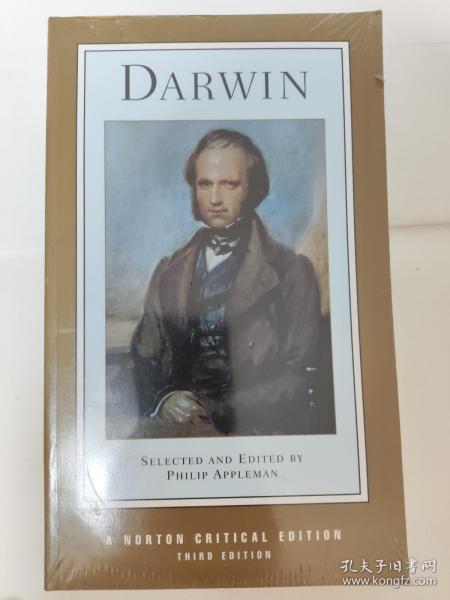 DARWIN
SELECTED AND EDITED BY
PHILIP APPLEMAN
A NORTON CRITICAL EDITION
THIRD EDITION
孔夫子旧书网
www.kongfz.com